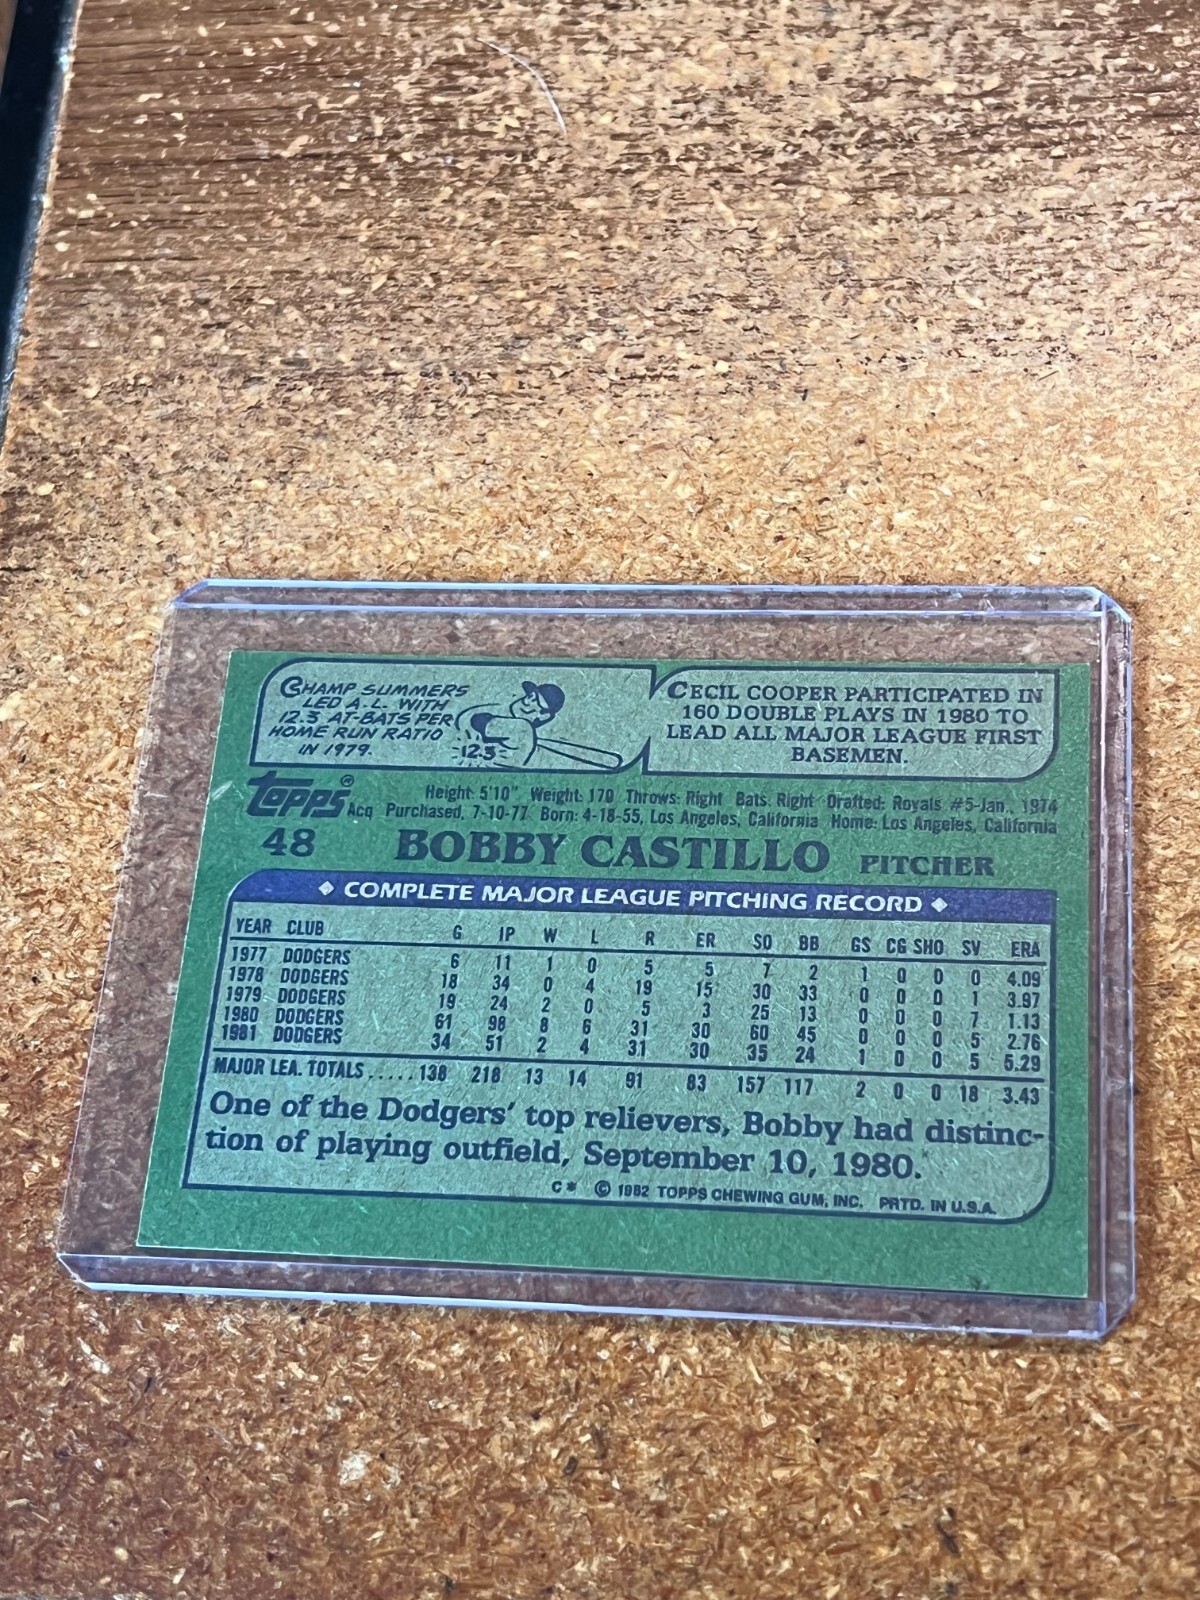 CHAMP SUMMERS
LED A.L. WITH
12.5 AT-BATS PER
HOME RUN RATIO
IN 1979.
12.5
CECIL COOPER PARTICIPATED IN
160 DOUBLE PLAYS IN 1980 TO
LEAD ALL MAJOR LEAGUE FIRST
BASEMEN.
TOPPS®
Height: 5'10" Weight: 170 Throws: Right Bats: Right Drafted: Royals #5-Jan., 1974
Acq Purchased, 7-10-77 Born: 4-18-55, Los Angeles, California Home: Los Angeles, California
48 BOBBY CASTILLO PITCHER
◆ COMPLETE MAJOR LEAGUE PITCHING RECORD ◆
YEAR CLUB G IP W L R ER SO BB GS CG SHO SV ERA
1977 DODGERS 6 11 1 0 5 5 7 2 1 0 0 0 4.09
1978 DODGERS 18 34 0 4 19 15 30 33 0 0 0 1 3.97
1979 DODGERS 19 24 2 0 5 3 25 13 0 0 0 7 1.13
1980 DODGERS 61 98 8 6 31 30 60 45 0 0 0 5 2.76
1981 DODGERS 34 51 2 4 31 30 35 24 1 0 0 5 5.29
MAJOR LEA. TOTALS ..... 138 218 13 14 91 83 157 117 2 0 0 18 3.43
One of the Dodgers' top relievers, Bobby had distinc-
tion of playing outfield, September 10, 1980.
C* © 1982 TOPPS CHEWING GUM, INC. PRTD. IN U.S.A.